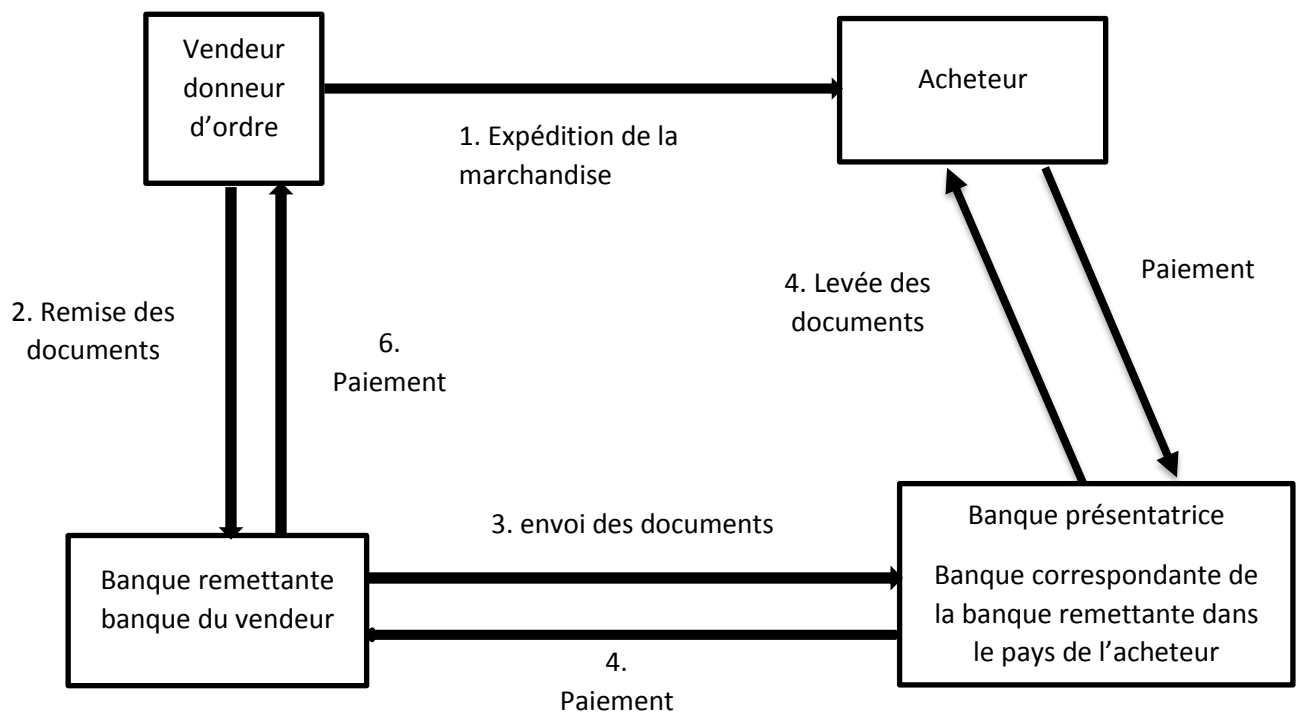 Vendeur
donneur
d’ordre
Acheteur
1. Expédition de la
marchandise
2. Remise des
documents
6.
Paiement
4. Levée des
documents
Paiement
3. envoi des documents
Banque remettante
banque du vendeur
4.
Paiement
Banque présentatrice
Banque correspondante de
la banque remettante dans
le pays de l’acheteur